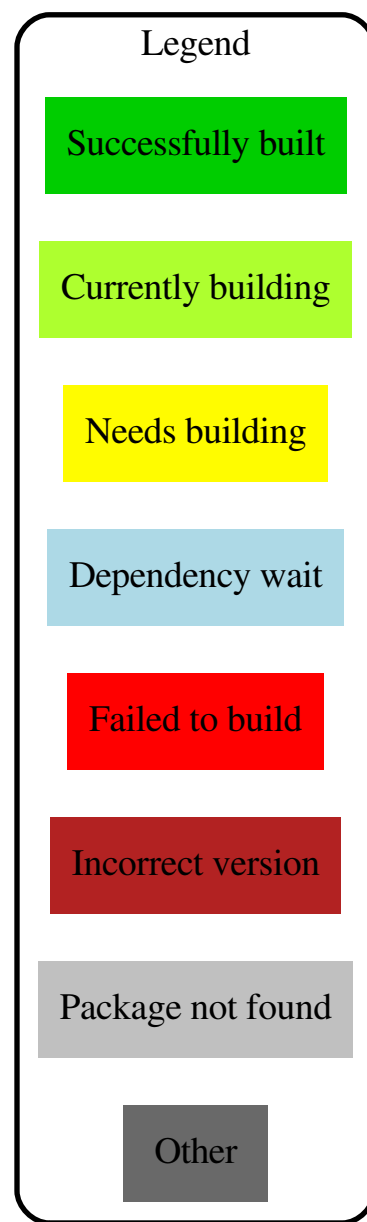 Legend
Successfully built
Currently building
Needs building
Dependency wait
Failed to build
Incorrect version
Package not found
Other